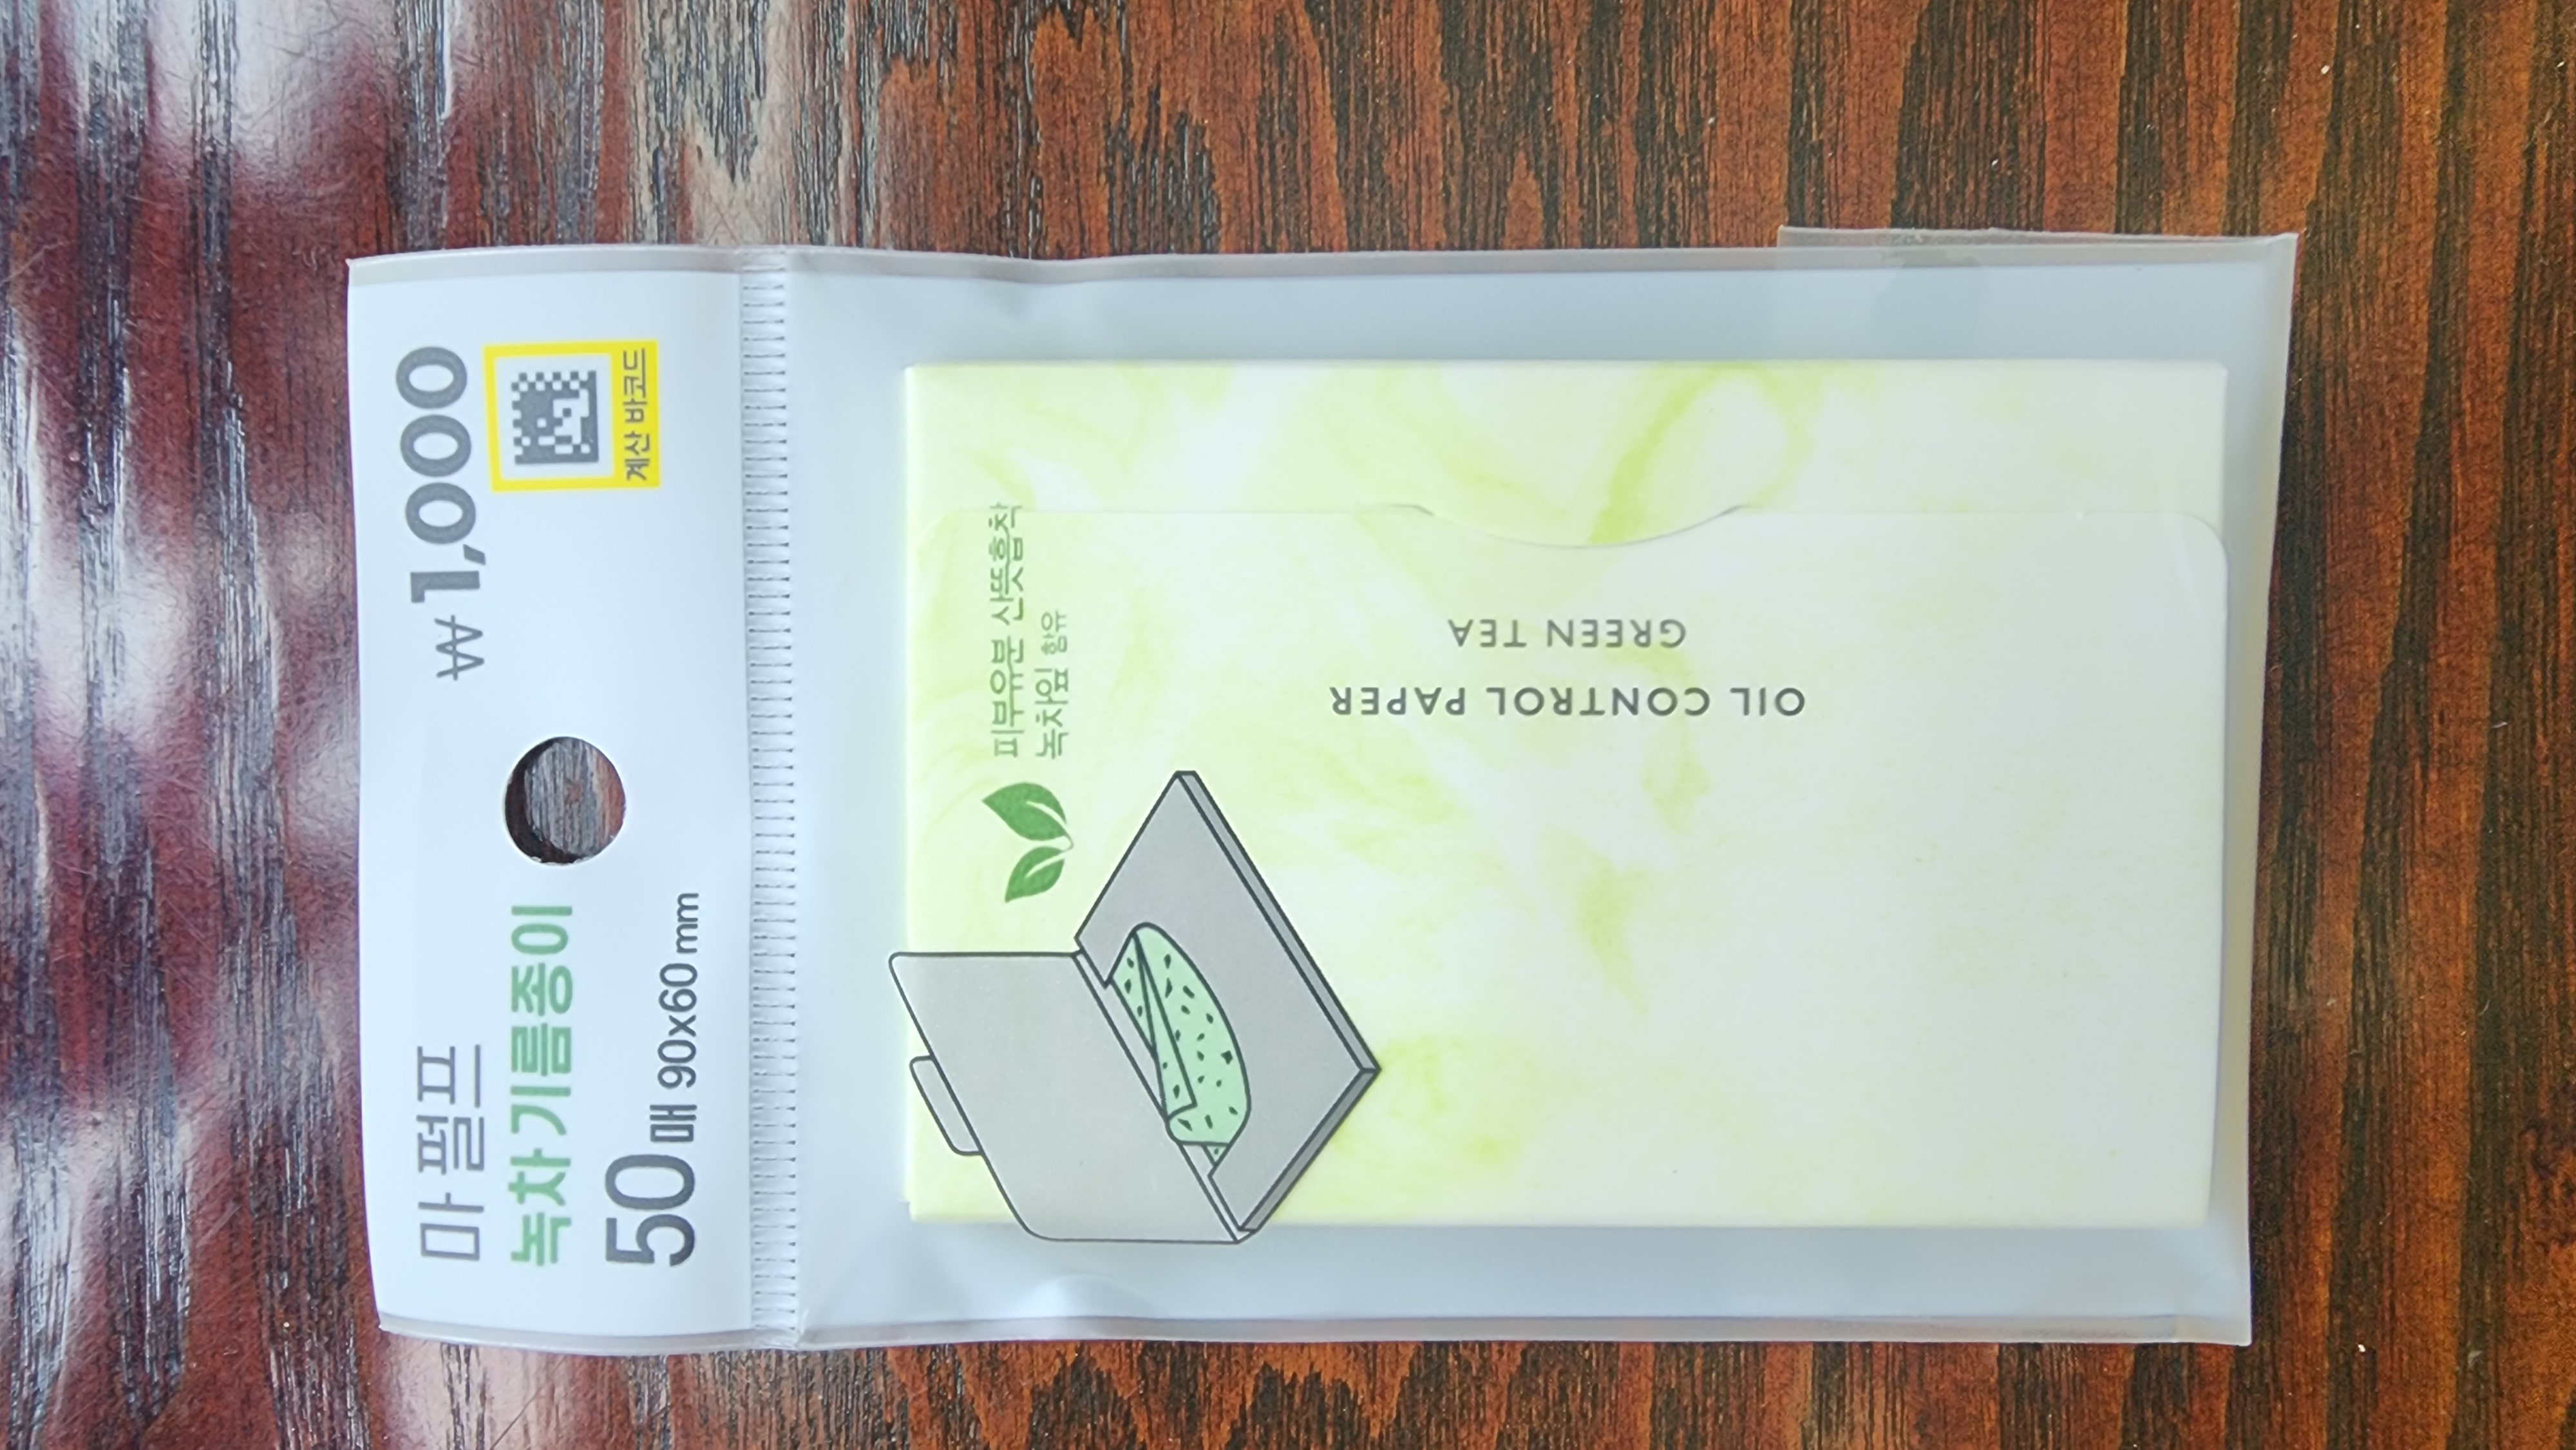 마 펄프
녹차기름종이
50매 90x60mm
₩1,000
계산 바코드
피부유분 산뜻흡착
녹차잎 함유
OIL CONTROL PAPER
GREEN TEA